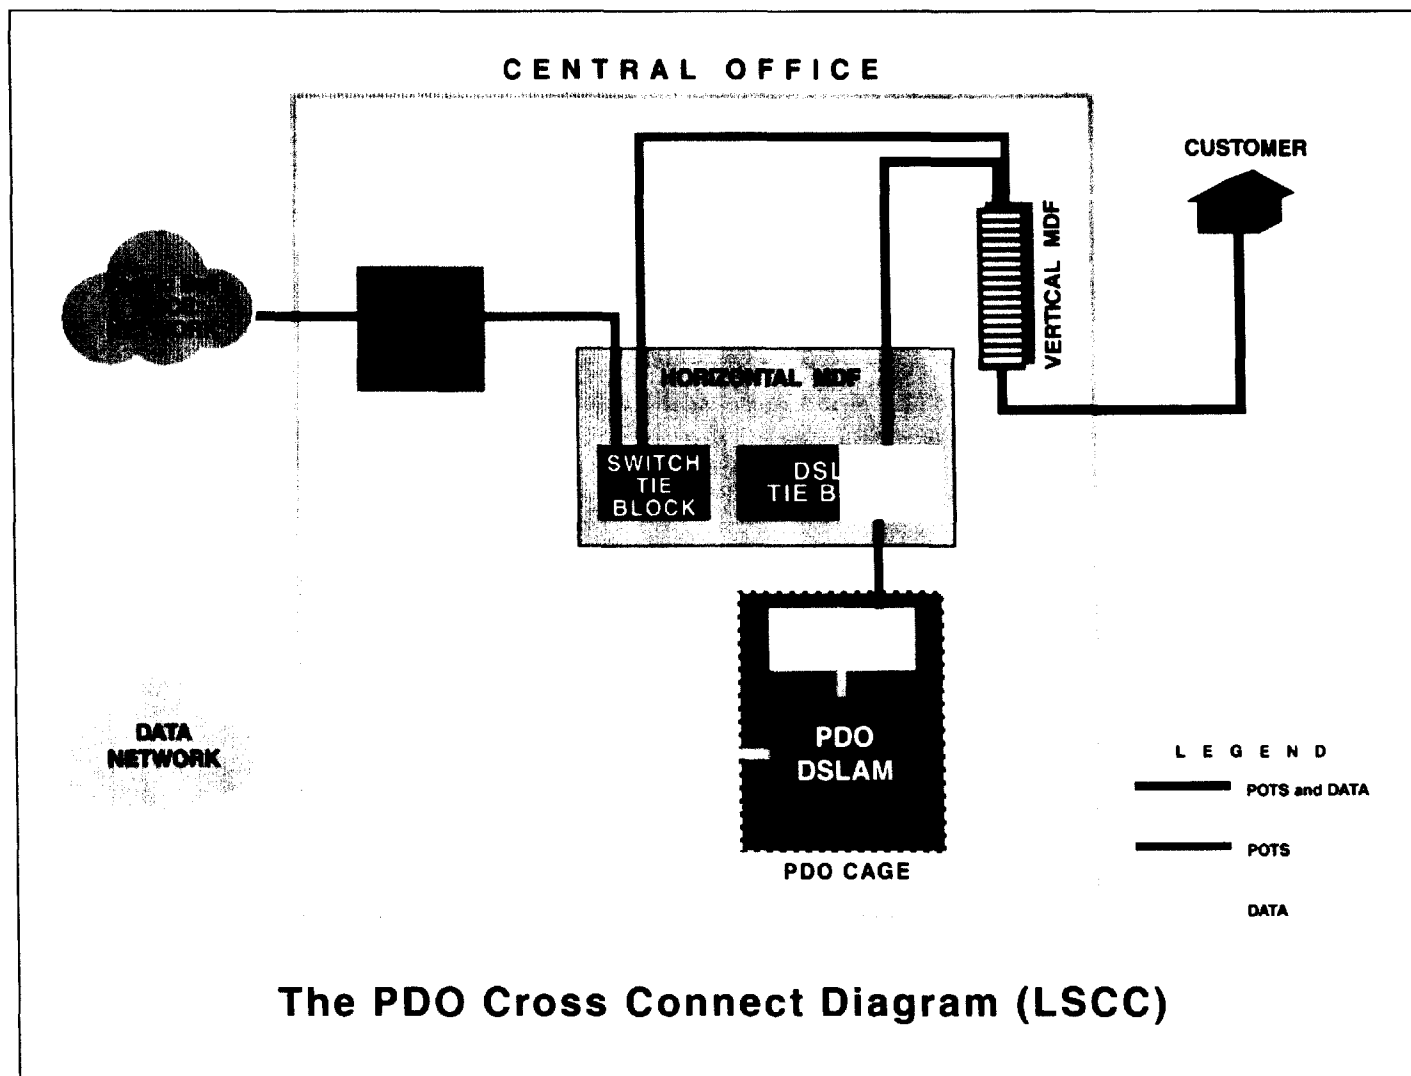 CENTRAL OFFICE
CUSTOMER
VERTICAL MDF
HORIZONTAL MDF
SWITCH
TIE
BLOCK
DSL
TIE B
DATA
NETWORK
PDO
DSLAM
PDO CAGE
LEGEND
POTS and DATA
POTS
DATA
The PDO Cross Connect Diagram (LSCC)